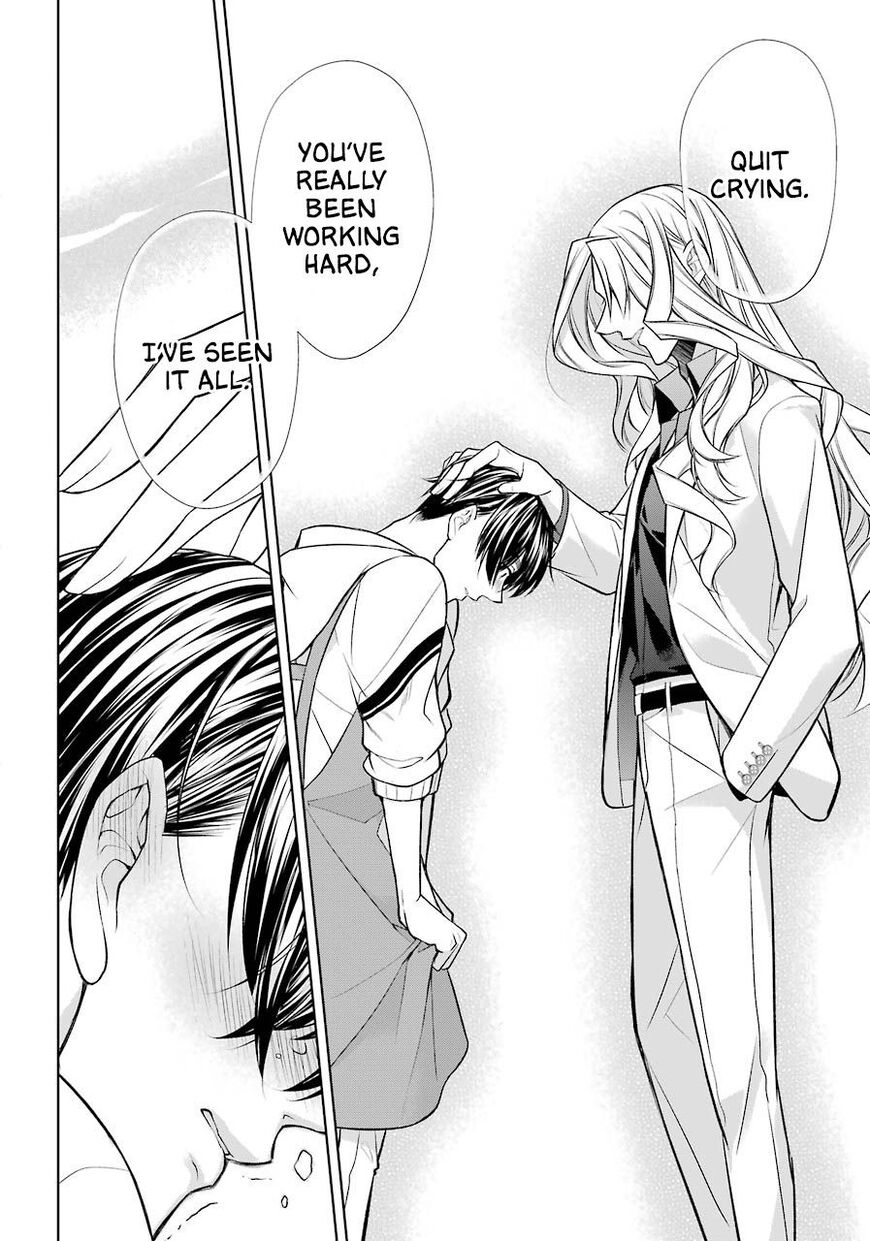 QUIT
CRYING.
YOU'VE
REALLY
BEEN
WORKING
HARD,
I'VE SEEN
IT ALL.